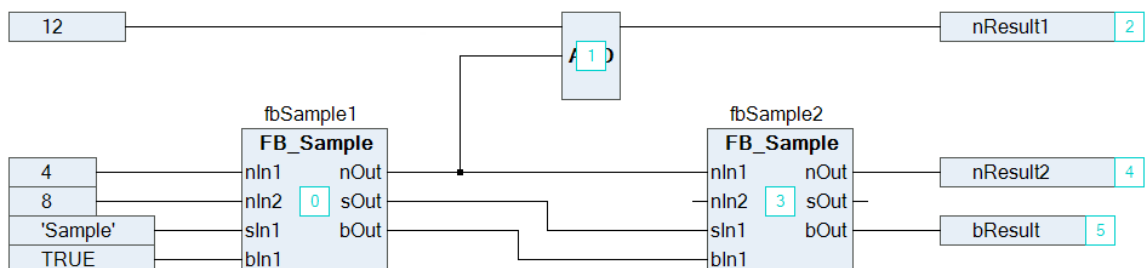 12
nResult1 2
1
fbSample1 fbSample2
FB_Sample FB_Sample
4 nIn1 nOut nIn1 nOut nResult2 4
8 nIn2 0 sOut nIn2 3 sOut
'Sample' sIn1 bOut sIn1 bOut bResult 5
TRUE bIn1 bIn1